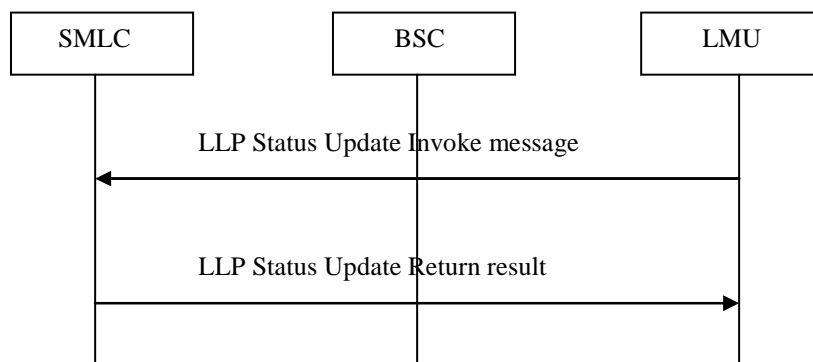 SMLC
BSC
LMU
LLP Status Update Invoke message
LLP Status Update Return result